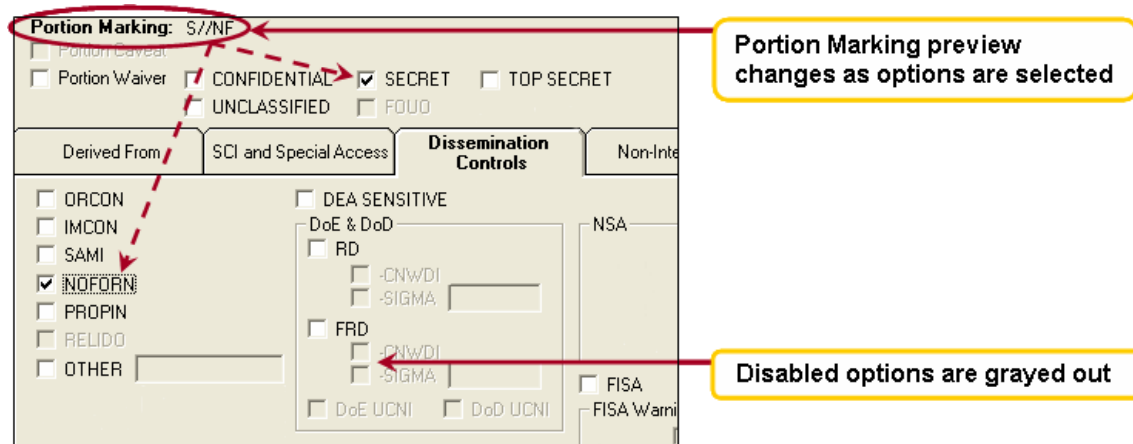 Portion Marking: S//NF
Portion Caveat
Portion Waiver CONFIDENTIAL SECRET TOP SECRET
UNCLASSIFIED FOUO
Portion Marking preview
changes as options are selected
Derived From SCI and Special Access Dissemination Controls Non-Inte
ORCON
IMCON
SAMI
NOFORN
PROPIN
RELIDO
OTHER
DEA SENSITIVE
DoE & DoD
RD
-CNWDI
-SIGMA
FRD
-CNWDI
-SIGMA
DoE UCNI DoD UCNI
NSA
FISA
FISA Warni
Disabled options are grayed out